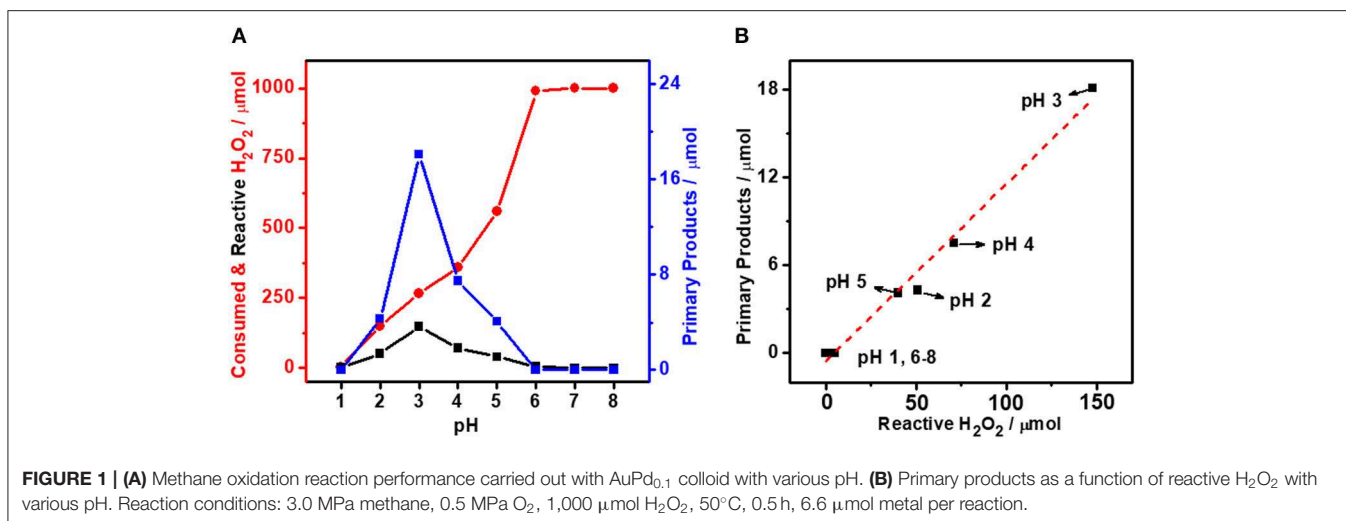 A
B
Consumed & Reactive H₂O₂ / μmol
1000
750
500
250
0
1 2 3 4 5 6 7 8
pH
24
16
8
0
Primary Products / μmol
Primary Products / μmol
18
12
6
0
pH 3
pH 4
pH 5
pH 2
pH 1, 6-8
0 50 100 150
Reactive H₂O₂ / μmol
FIGURE 1 | (A) Methane oxidation reaction performance carried out with AuPd₀.₁ colloid with various pH. (B) Primary products as a function of reactive H₂O₂ with
various pH. Reaction conditions: 3.0 MPa methane, 0.5 MPa O₂, 1,000 μmol H₂O₂, 50°C, 0.5 h, 6.6 μmol metal per reaction.